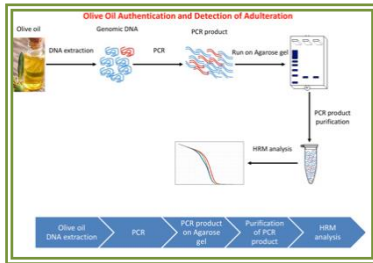 Olive Oil Authentication and Detection of Adulteration
Olive oil
Genomic DNA
PCR product
DNA extraction
PCR
Run on Agarose gel
PCR product
purification
HRM analysis
Olive oil
DNA extraction
PCR
PCR product
on Agarose
gel
Purification
of PCR
product
HRM
analysis